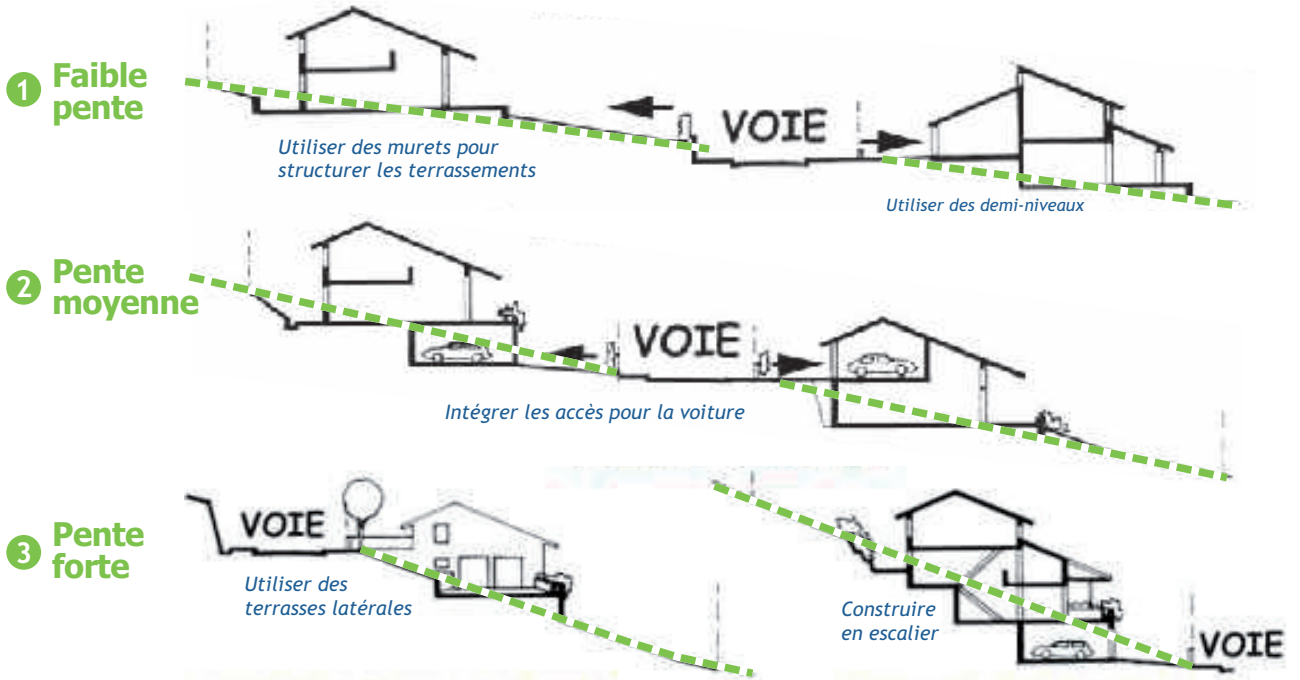 1 Faible
pente
VOIE
Utiliser des murets pour
structurer les terrassements
Utiliser des demi-niveaux
2 Pente
moyenne
VOIE
Intégrer les accès pour la voiture
3 Pente
forte
VOIE
Utiliser des
terrasses latérales
Construire
en escalier
VOIE